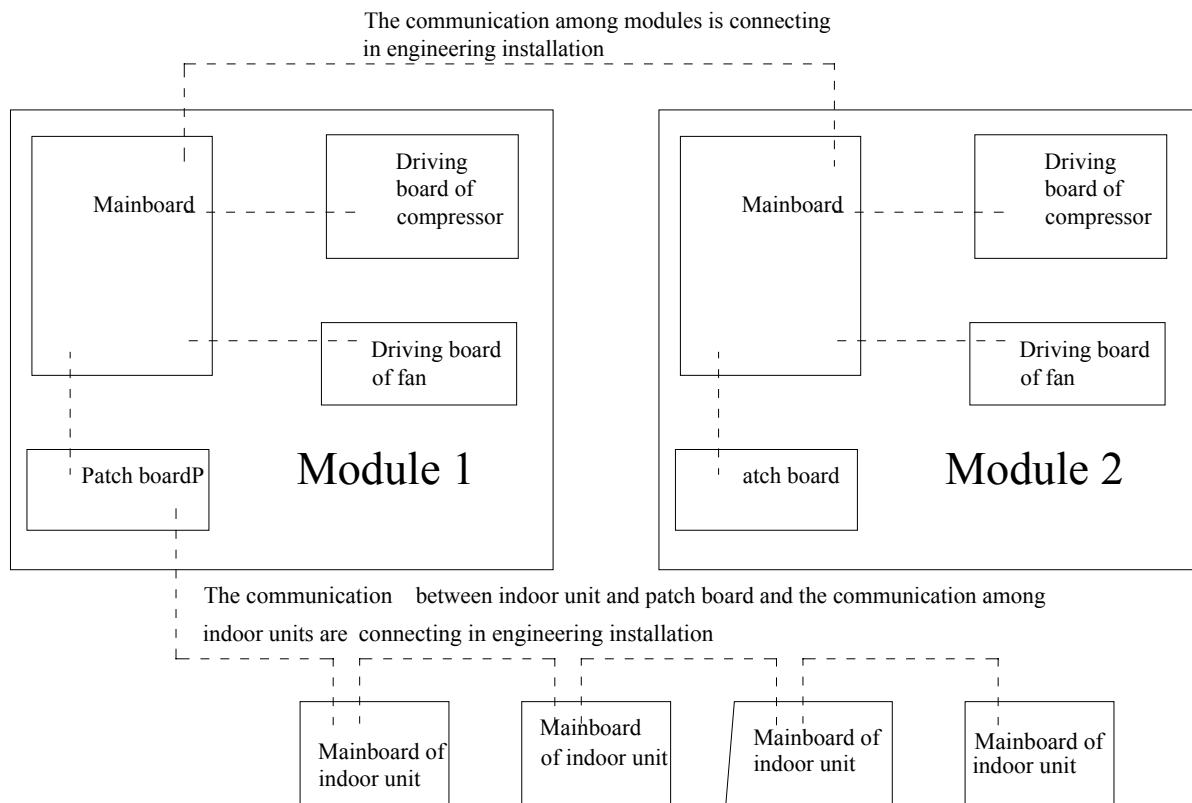 The communication among modules is connecting
in engineering installation
Mainboard
Driving
board of
compressor
Driving board
of fan
Patch boardP
Module 1
Mainboard
Driving
board of
compressor
Driving board
of fan
atch board
Module 2
The communication between indoor unit and patch board and the communication among
indoor units are connecting in engineering installation
Mainboard of
indoor unit
Mainboard
of indoor unit
Mainboard of
indoor unit
Mainboard of
indoor unit